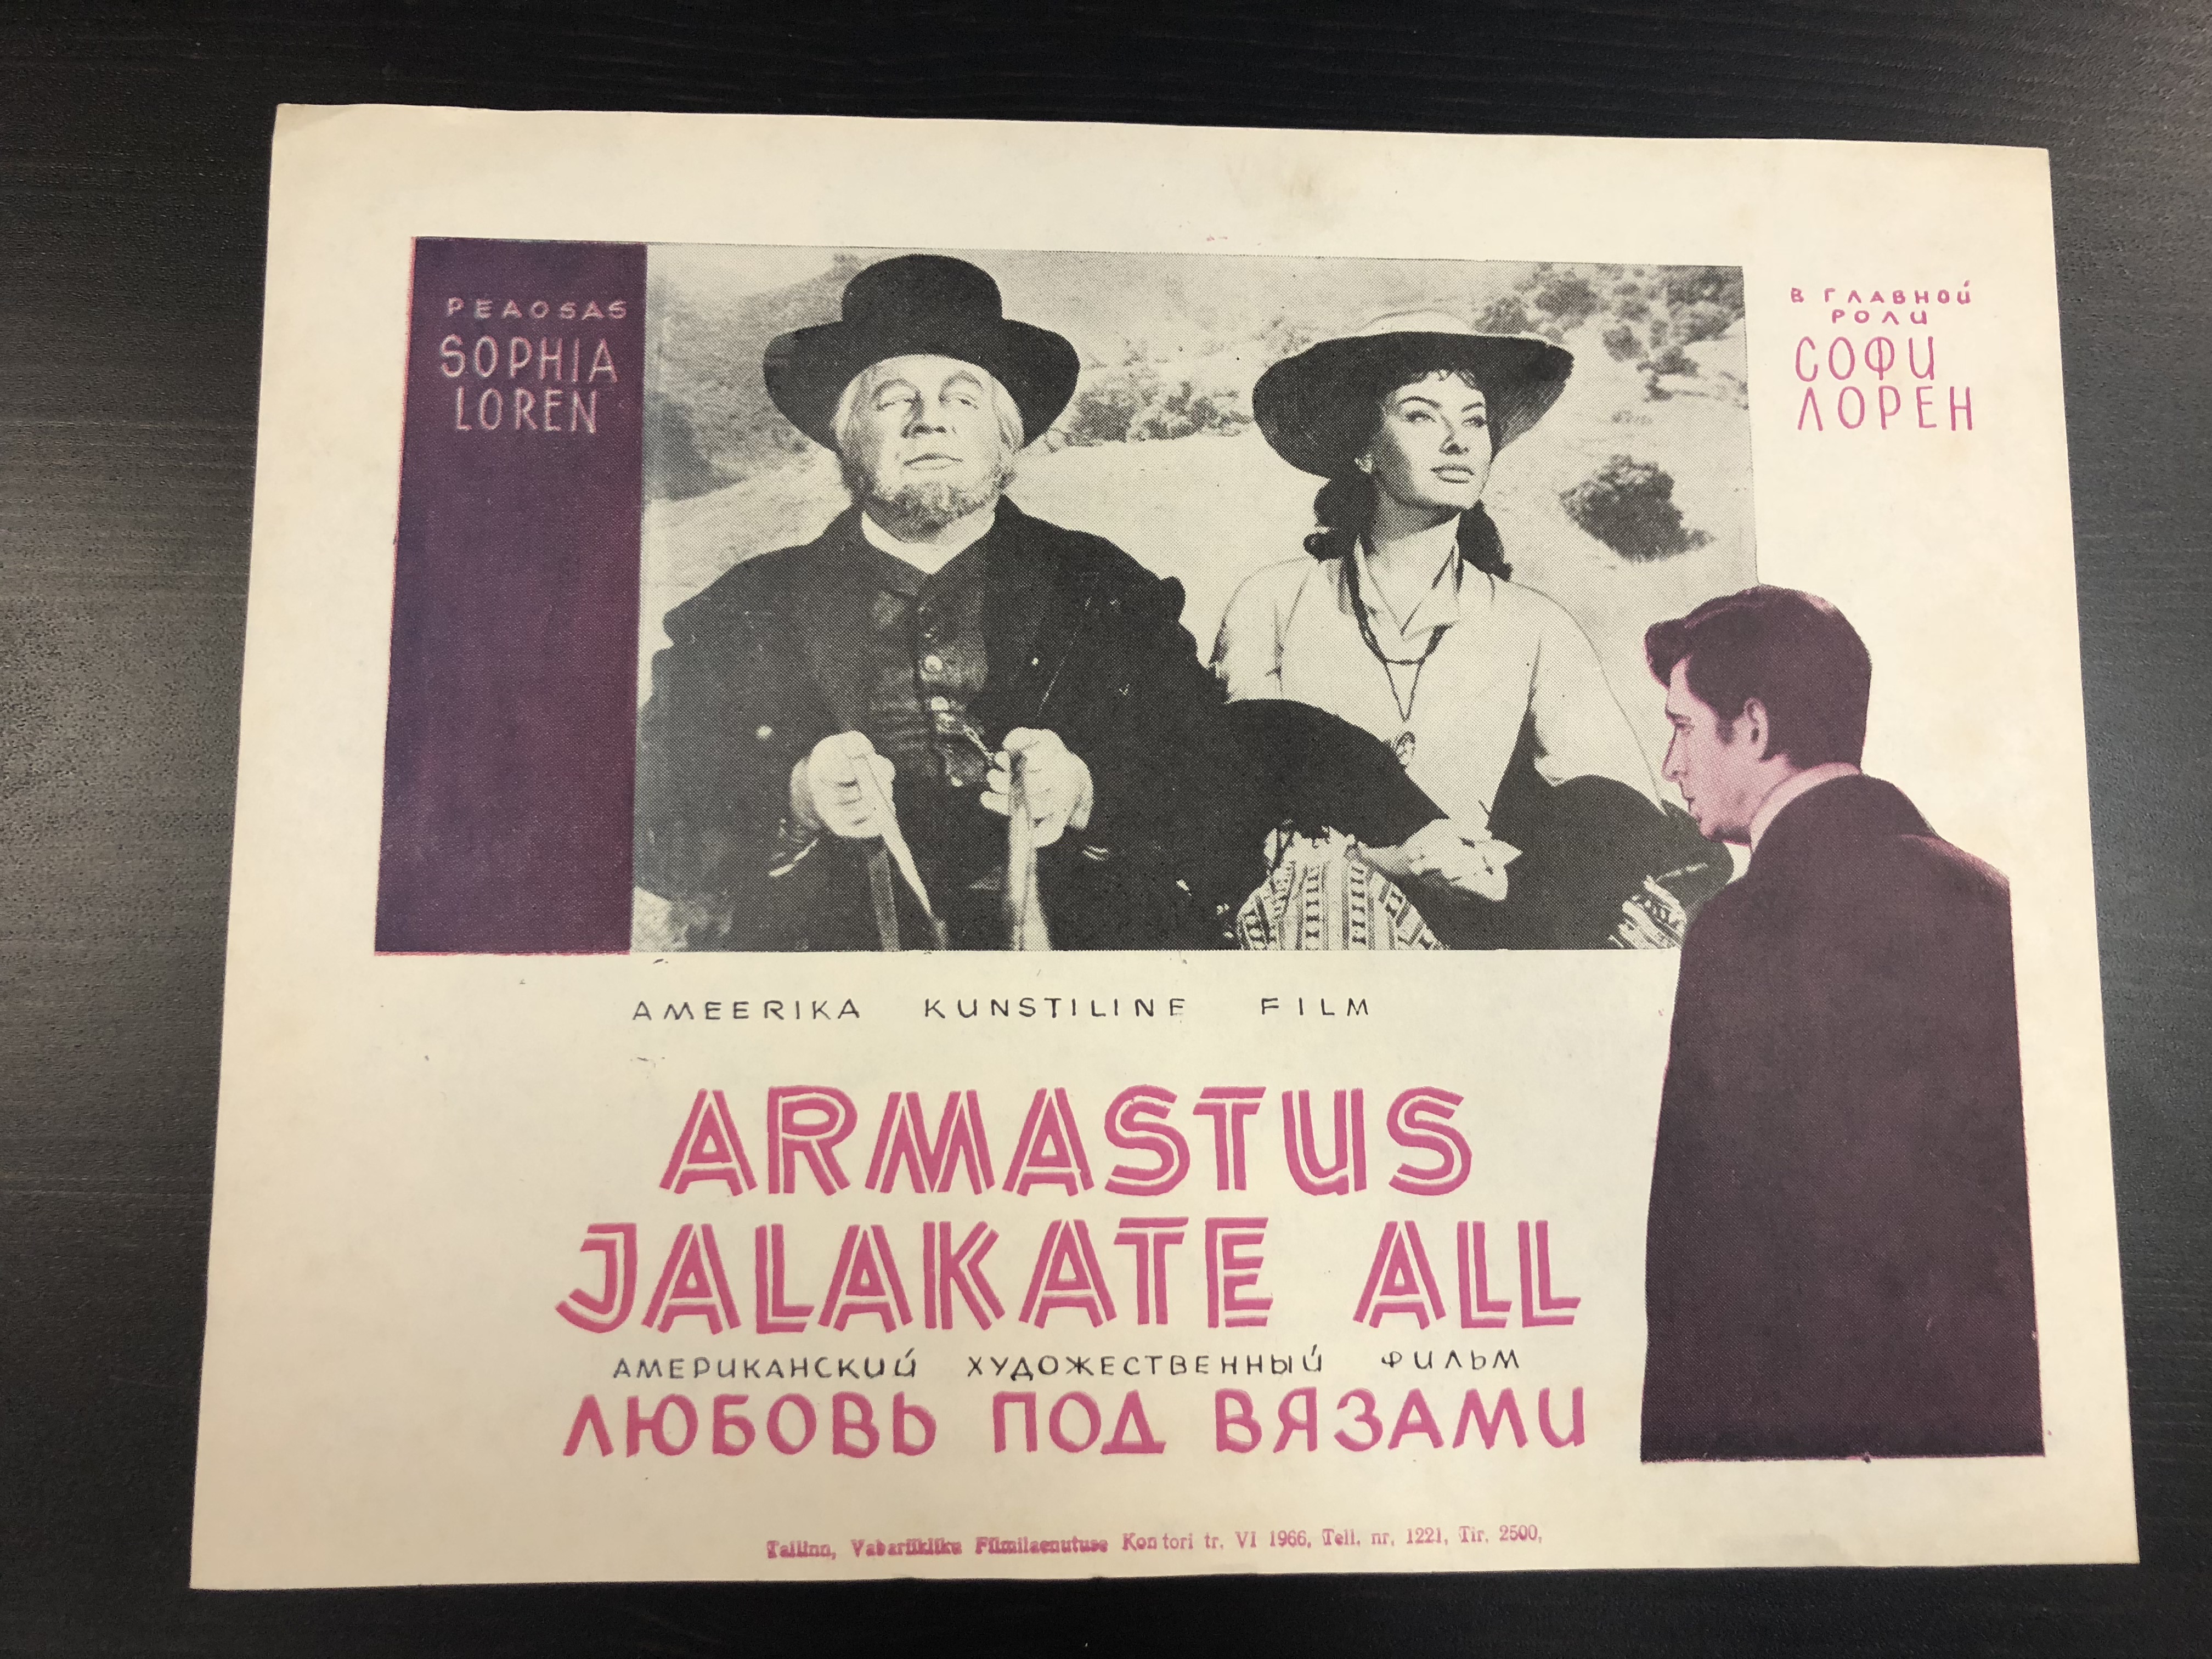 PEAOSAS
SOPHIA
LOREN
В ГЛАВНОЙ
РОЛИ
СОФИ
ЛОРЕН
AMEERIKA KUNSTILINE FILM
ARMASTUS
JALAKATE ALL
АМЕРИКАНСКИЙ ХУДОЖЕСТВЕННЫЙ ФИЛЬМ
ЛЮБОВЬ ПОД ВЯЗАМИ
Tallinn, Vabariikliku Filmilaenutuse Kontori tr. VI 1966, Tell. nr. 1221, Tir. 2500,